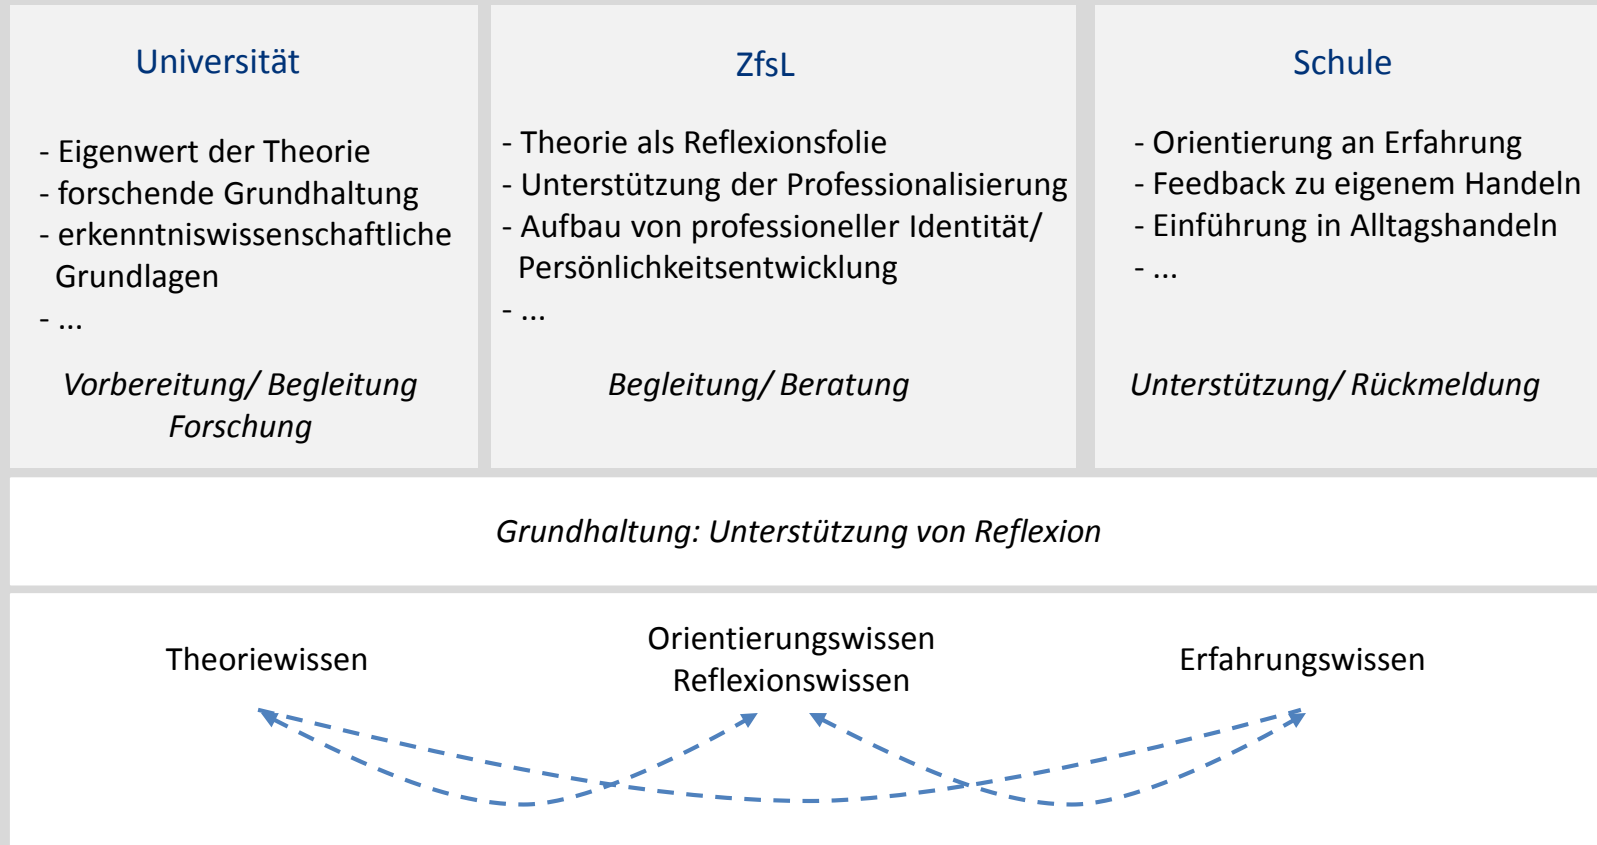 Universität
- Eigenwert der Theorie
- forschende Grundhaltung
- erkenntniswissenschaftliche
Grundlagen
- ...
Vorbereitung/ Begleitung
Forschung
ZfsL
- Theorie als Reflexionsfolie
- Unterstützung der Professionalisierung
- Aufbau von professioneller Identität/
Persönlichkeitsentwicklung
- ...
Begleitung/ Beratung
Schule
- Orientierung an Erfahrung
- Feedback zu eigenem Handeln
- Einführung in Alltagshandeln
- ...
Unterstützung/ Rückmeldung
Grundhaltung: Unterstützung von Reflexion
Theoriewissen
Orientierungswissen
Reflexionswissen
Erfahrungswissen